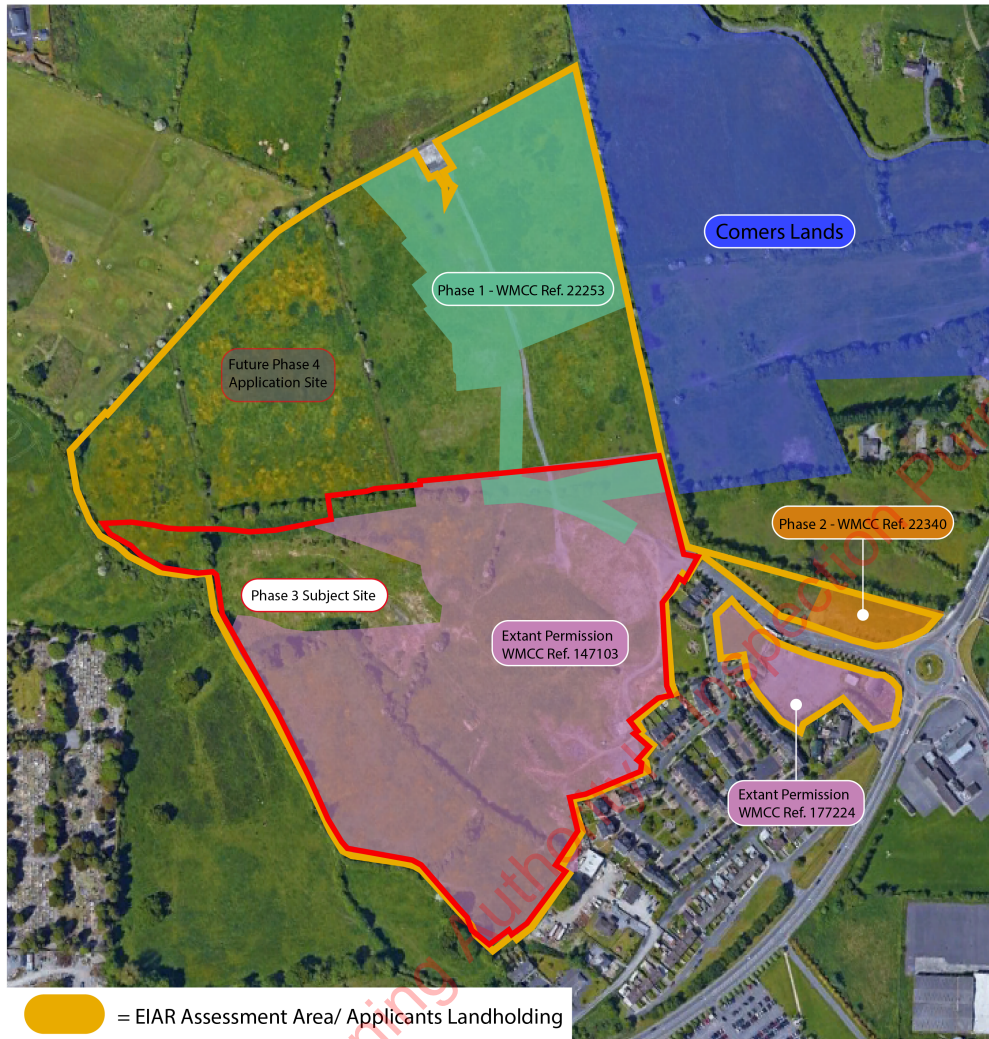 Comers Lands
Phase 1 - WMCC Ref. 22253
Future Phase 4
Application Site
Phase 2 - WMCC Ref. 22340
Phase 3 Subject Site
Extant Permission
WMCC Ref. 147103
Extant Permission
WMCC Ref. 177224
= EIAR Assessment Area/ Applicants Landholding
Inspection